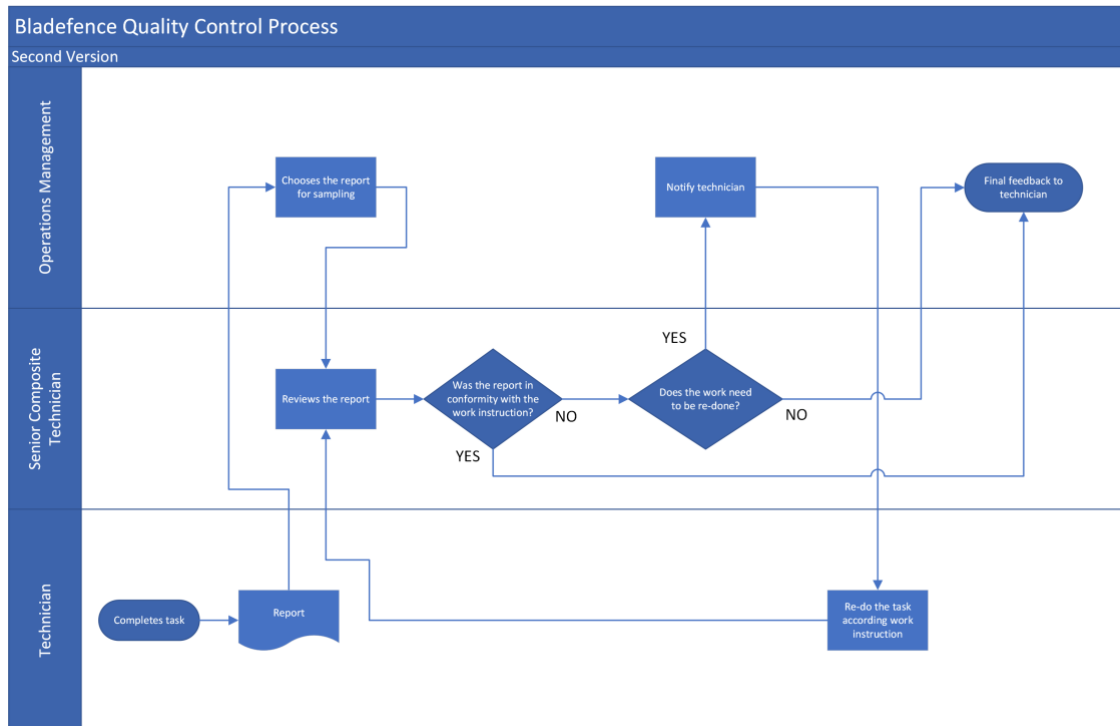 Bladefence Quality Control Process
Second Version
Operations Management
Chooses the report
for sampling
Notify technician
Final feedback to
technician
Senior Composite
Technician
Reviews the report
Was the report in
conformity with the
work instruction?
NO
YES
YES
Does the work need
to be re-done?
NO
Technician
Completes task
Report
Re-do the task
according work
instruction